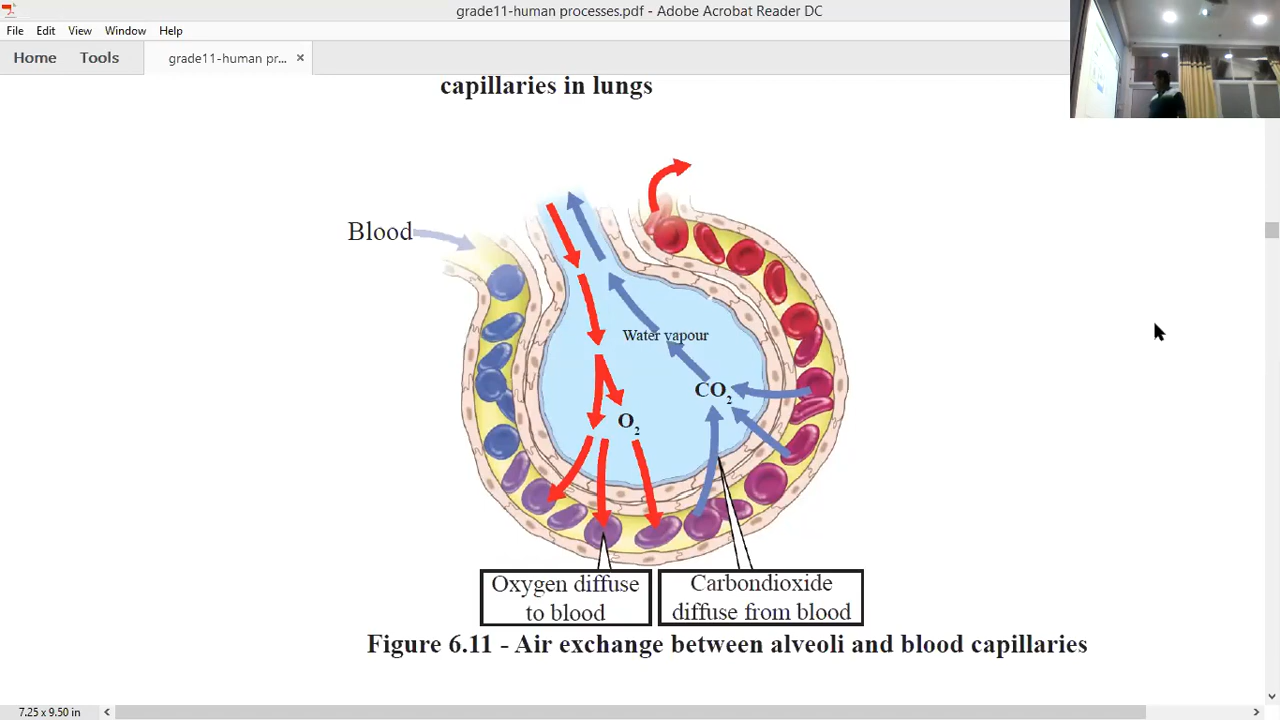 grade11-human processes.pdf - Adobe Acrobat Reader DC
File Edit View Window Help
Home Tools grade11-human pr... ×
capillaries in lungs
Blood
Water vapour
CO2
O2
Oxygen diffuse
to blood
Carbondioxide
diffuse from blood
Figure 6.11 - Air exchange between alveoli and blood capillaries
7.25 x 9.50 in